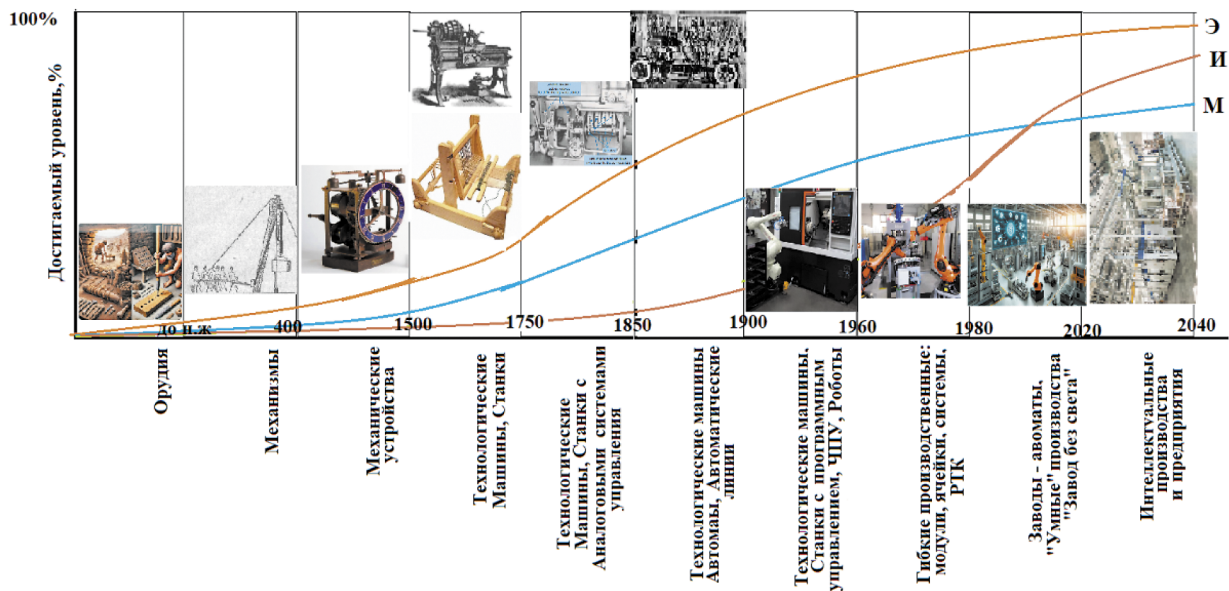 100%
Достигаемый уровень,%
Э
И
М
до н.ж
400
1500
1750
1850
1900
1960
1980
2020
2040
Орудия
Механизмы
Механические
устройства
Технологические
Машины, Станки
Технологические
Машины, Станки с
Аналоговыми системами
управления
Технологические машины
Автомаы, Автоматические
линии
Технологические машины,
Станки с программным
управлением, ЧПУ, Роботы
Гибкие производственные:
модули, ячейки, системы,
РТК
Заводы - авоматы,
"Умные" производства
"Завод без света"
Интеллектуальные
производства
и предприятия